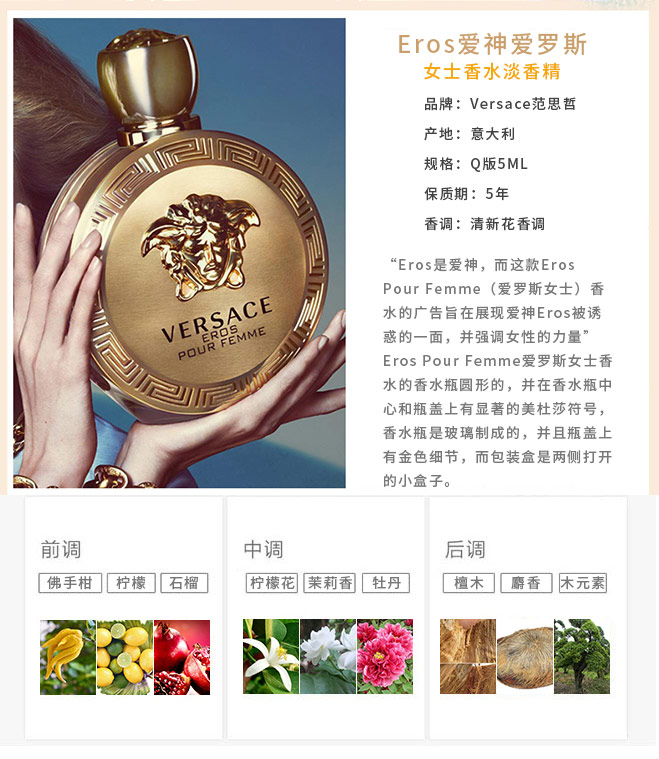 Eros爱神爱罗斯
女士香水淡香精
品牌：Versace范思哲
产地：意大利
规格：Q版5ML
保质期：5年
香调：清新花香调
“Eros是爱神，而这款Eros
Pour Femme（爱罗斯女士）香
水的广告旨在展现爱神Eros被诱
惑的一面，并强调女性的力量”
Eros Pour Femme爱罗斯女士香
水的香水瓶圆形的，并在香水瓶中
心和瓶盖上有显著的美杜莎符号，
香水瓶是玻璃制成的，并且瓶盖上
有金色细节，而包装盒是两侧打开
的小盒子。
VERSACE
EROS
POUR FEMME
前调
佛手柑 柠檬 石榴
中调
柠檬花 茉莉香 牡丹
后调
檀木 麝香 木元素